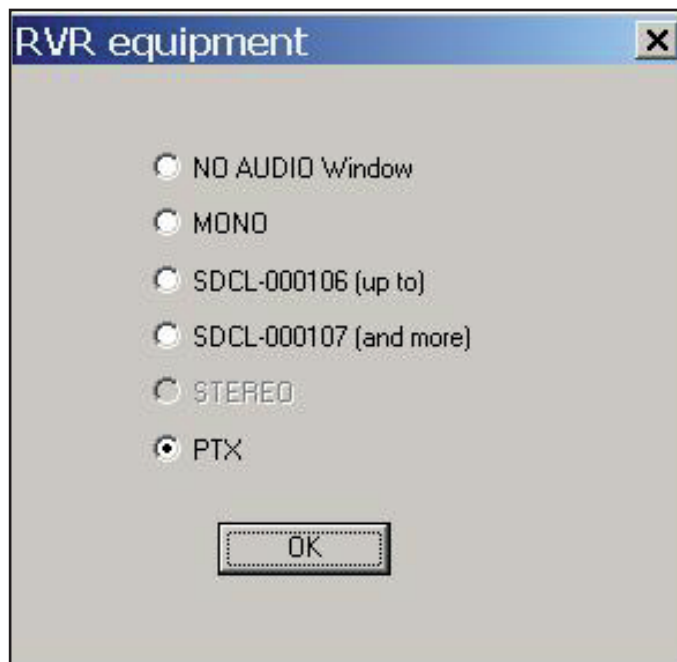 RVR equipment
NO AUDIO Window
MONO
SDCL-000106 (up to)
SDCL-000107 (and more)
STEREO
PTX
OK